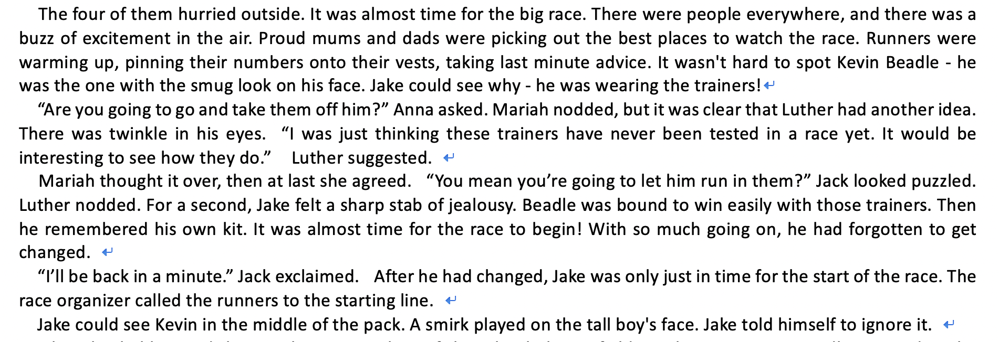 The four of them hurried outside. It was almost time for the big race. There were people everywhere, and there was a
buzz of excitement in the air. Proud mums and dads were picking out the best places to watch the race. Runners were
warming up, pinning their numbers onto their vests, taking last minute advice. It wasn't hard to spot Kevin Beadle - he
was the one with the smug look on his face. Jake could see why - he was wearing the trainers!
“Are you going to go and take them off him?” Anna asked. Mariah nodded, but it was clear that Luther had another idea.
There was twinkle in his eyes. “I was just thinking these trainers have never been tested in a race yet. It would be
interesting to see how they do.” Luther suggested.
Mariah thought it over, then at last she agreed. “You mean you’re going to let him run in them?” Jack looked puzzled.
Luther nodded. For a second, Jake felt a sharp stab of jealousy. Beadle was bound to win easily with those trainers. Then
he remembered his own kit. It was almost time for the race to begin! With so much going on, he had forgotten to get
changed.
“I’ll be back in a minute.” Jack exclaimed. After he had changed, Jake was only just in time for the start of the race. The
race organizer called the runners to the starting line.
Jake could see Kevin in the middle of the pack. A smirk played on the tall boy's face. Jake told himself to ignore it.